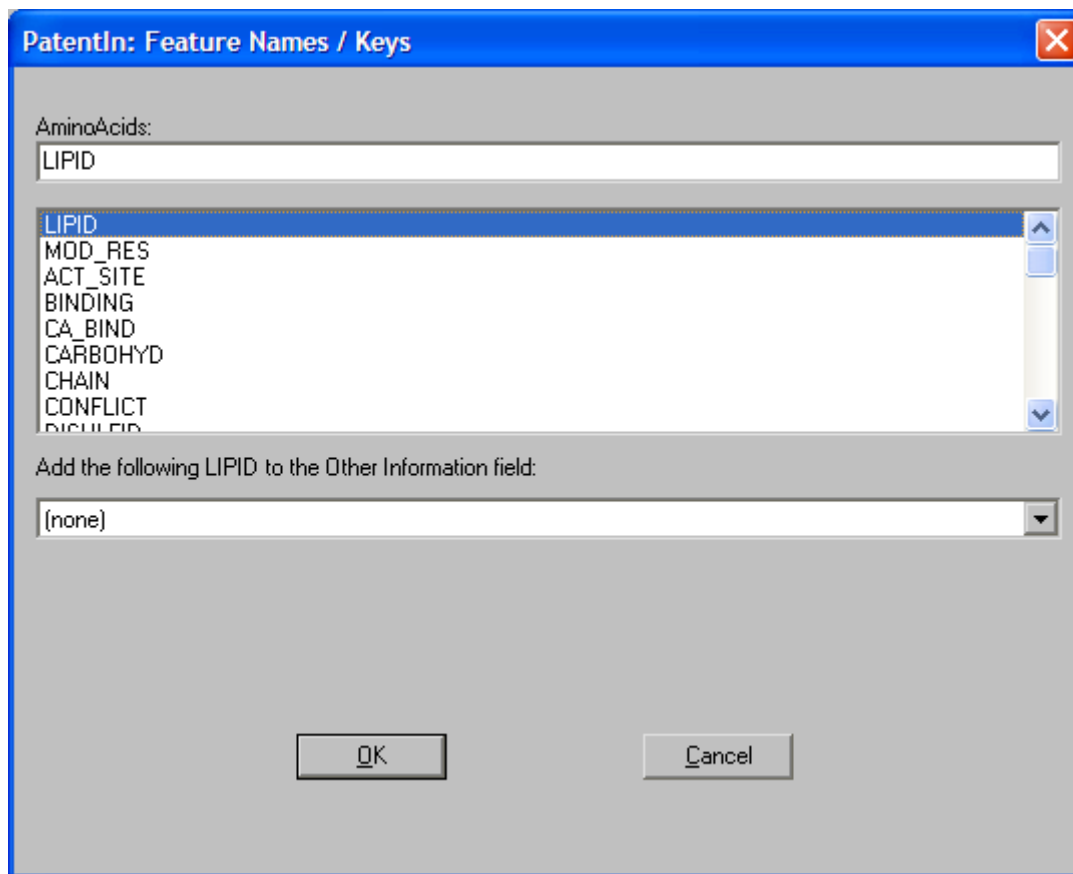 PatentIn: Feature Names / Keys
AminoAcids:
LIPID
LIPID
MOD_RES
ACT_SITE
BINDING
CA_BIND
CARBOHYD
CHAIN
CONFLICT
Add the following LIPID to the Other Information field:
(none)
OK
Cancel